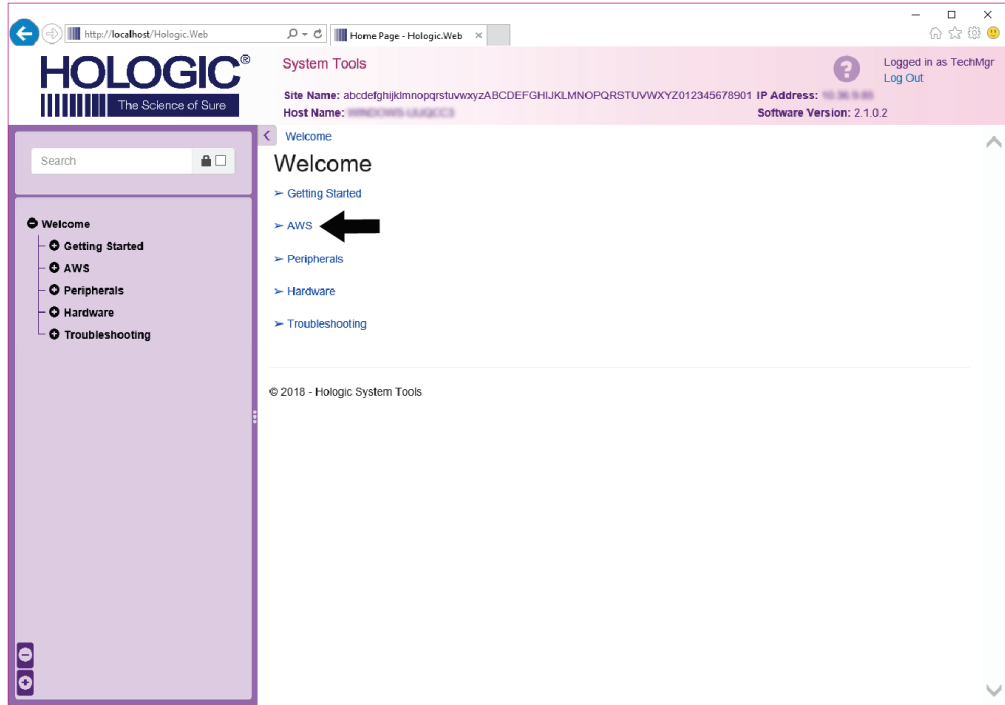 http://localhost/Hologic.Web
Home Page - Hologic.Web
HOLOGIC®
The Science of Sure
System Tools
Logged in as TechMgr
Log Out
Site Name: abcdefghijklmnopqrstuvwxyzABCDEFGHIJKLMNOPQRSTUVWXYZ012345678901 IP Address:
Host Name: Software Version: 2.1.0.2
Search
Welcome
Getting Started
AWS
Peripherals
Hardware
Troubleshooting
Welcome
Welcome
➢ Getting Started
➢ AWS
➢ Peripherals
➢ Hardware
➢ Troubleshooting
© 2018 - Hologic System Tools